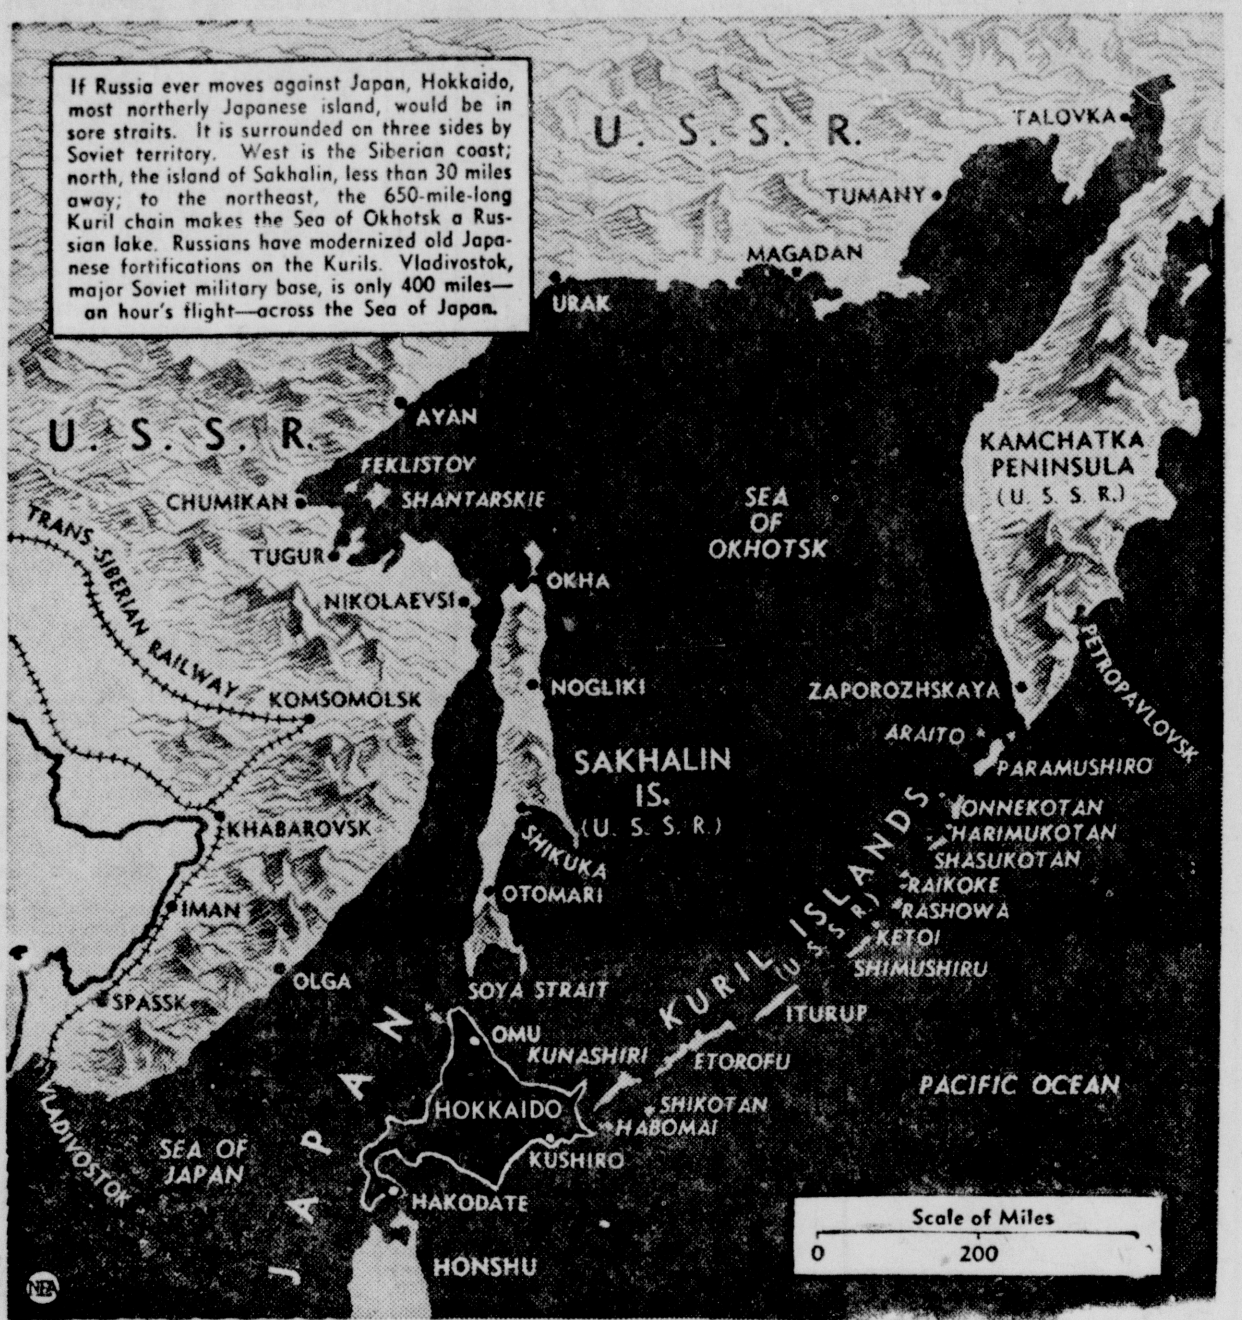 If Russia ever moves against Japan, Hokkaido,
most northerly Japanese island, would be in
sore straits. It is surrounded on three sides by
Soviet territory. West is the Siberian coast;
north, the island of Sakhalin, less than 30 miles
away; to the northeast, the 650-mile-long
Kuril chain makes the Sea of Okhotsk a Rus-
sian lake. Russians have modernized old Japa-
nese fortifications on the Kurils. Vladivostok,
major Soviet military base, is only 400 miles—
an hour's flight—across the Sea of Japan.
U. S. S. R.
TALOVKA
TUMANY
MAGADAN
URAK
AYAN
U. S. S. R.
FEKLISTOV
SHANTARSKIE
CHUMIKAN
TUGUR
TRANS-SIBERIAN RAILWAY
NIKOLAEVSI
OKHA
SEA
OF
OKHOTSK
KAMCHATKA
PENINSULA
(U. S. S. R.)
PETROPAVLOVSK
KOMSOMOLSK
NOGLIKI
ZAPOROZHSKAYA
ARAITO
PARAMUSHIRO
SAKHALIN
IS.
(U. S. S. R.)
KHABAROVSK
SHIKUKA
OTOMARI
IMAN
ONNEKOTAN
HARIMUKOTAN
SHASUKOTAN
RAIKOKE
RASHOWA
KETOI
SHIMUSHIRU
KURIL ISLANDS
(U. S. S. R.)
OLGA
SPASSK
SOYA STRAIT
ITURUP
OMU
KUNASHIRI
ETOROFU
PACIFIC OCEAN
HOKKAIDO
SHIKOTAN
HABOMAI
VLADIVOSTOK
SEA OF
JAPAN
JAPAN
KUSHIRO
HAKODATE
HONSHU
Scale of Miles
0 200
NEA